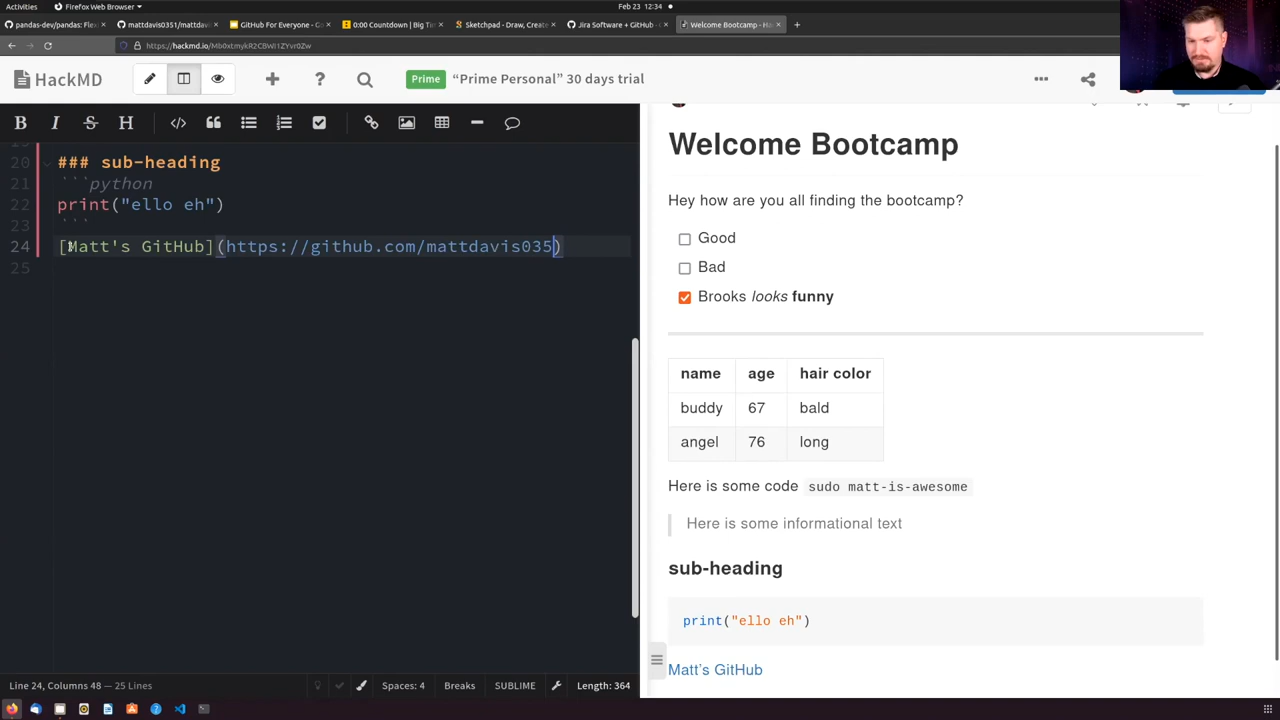 Activities
Firefox Web Browser
Feb 23 12:34
pandas-dev/pandas: Flex
mattdavis0351/mattdavi
GitHub For Everyone - Go
0:00 Countdown | Big Tim
Sketchpad - Draw, Create
Jira Software + GitHub - G
Welcome Bootcamp - Ha
HackMD
Prime
“Prime Personal” 30 days trial
20
### sub-heading
21
```python
22
print("ello eh")
23
```
24
[Matt's GitHub](https://github.com/mattdavis035)
25
Welcome Bootcamp
Hey how are you all finding the bootcamp?
Good
Bad
Brooks looks funny
name age hair color
buddy 67 bald
angel 76 long
Here is some code sudo matt-is-awesome
Here is some informational text
sub-heading
print("ello eh")
Matt’s GitHub
Line 24, Columns 48 — 25 Lines
Spaces: 4
Breaks
SUBLIME
Length: 364